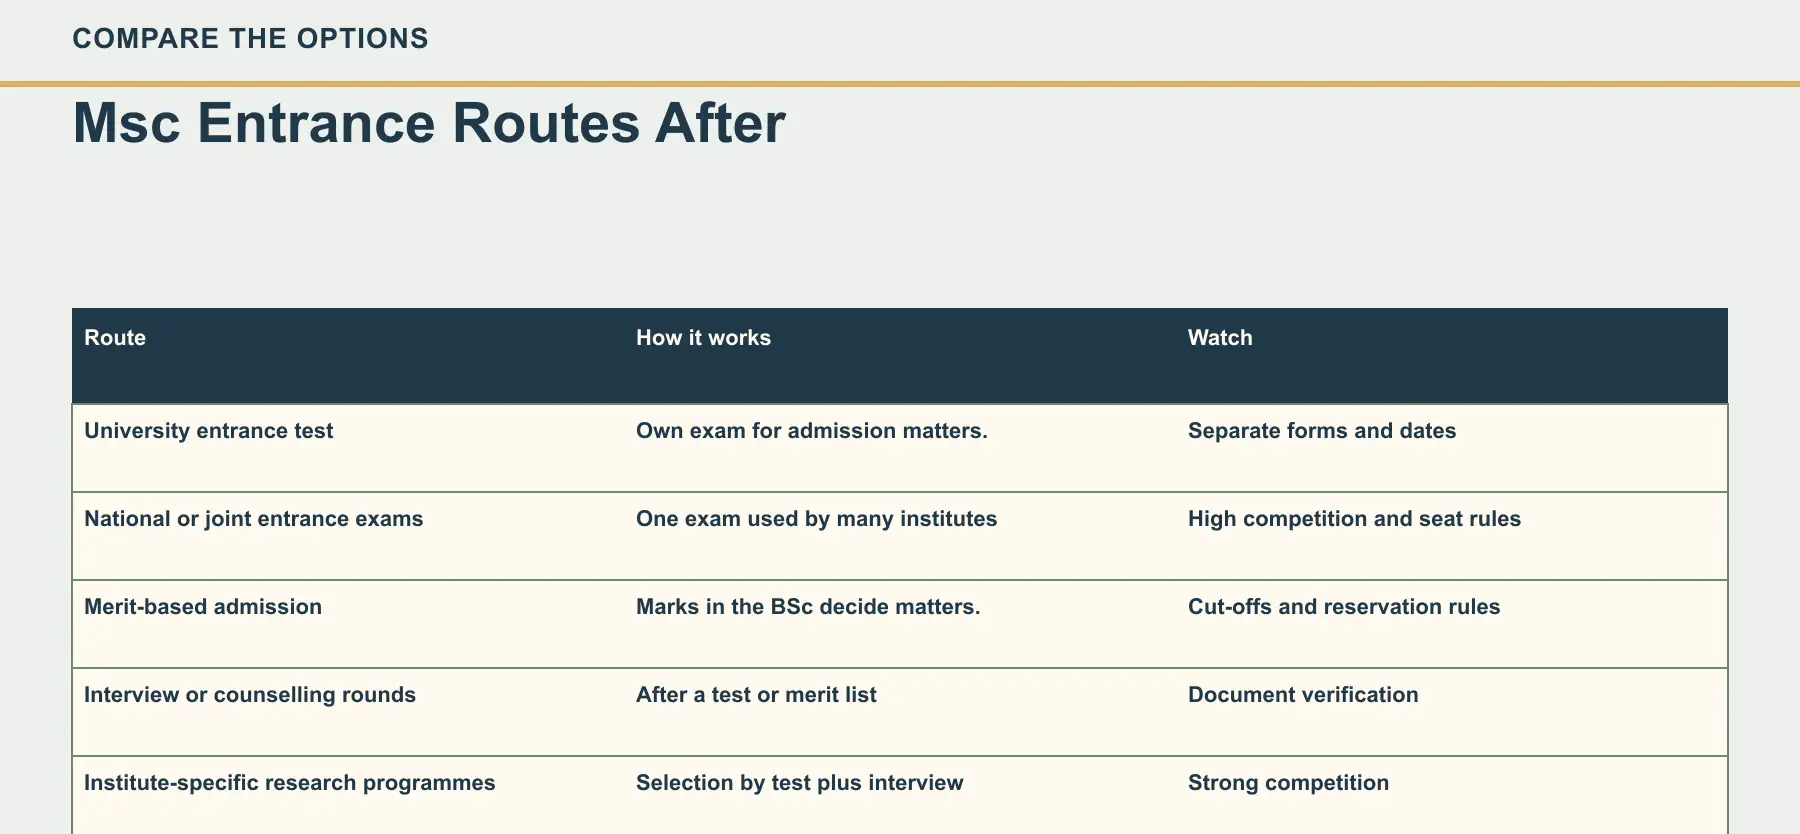 COMPARE THE OPTIONS
Msc Entrance Routes After
Route How it works Watch
University entrance test Own exam for admission matters. Separate forms and dates
National or joint entrance exams One exam used by many institutes High competition and seat rules
Merit-based admission Marks in the BSc decide matters. Cut-offs and reservation rules
Interview or counselling rounds After a test or merit list Document verification
Institute-specific research programmes Selection by test plus interview Strong competition